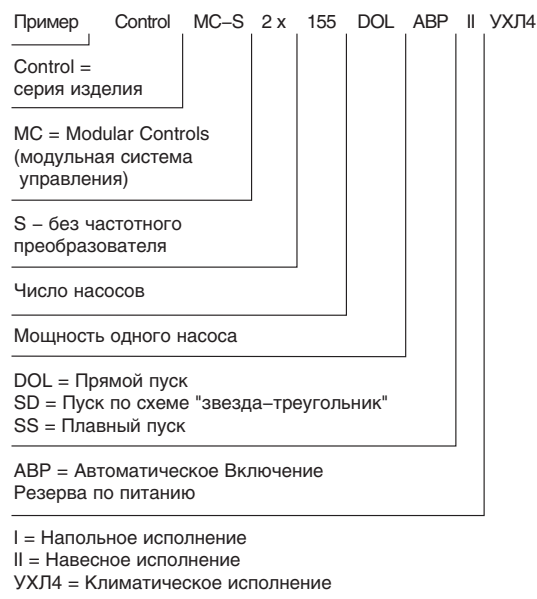 Пример Control MC–S 2 x 155 DOL АВР II УХЛ4
Control =
серия изделия
MC = Modular Controls
(модульная система
управления)
S – без частотного
преобразователя
Число насосов
Мощность одного насоса
DOL = Прямой пуск
SD = Пуск по схеме "звезда–треугольник"
SS = Плавный пуск
АВР = Автоматическое Включение
Резерва по питанию
I = Напольное исполнение
II = Навесное исполнение
УХЛ4 = Климатическое исполнение